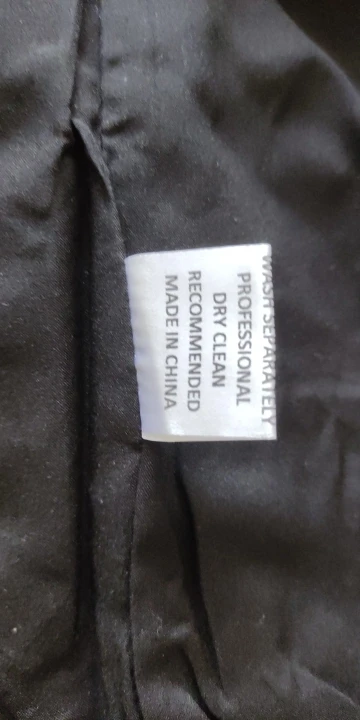 WASH SEPARATELY
PROFESSIONAL
DRY CLEAN
RECOMMENDED
MADE IN CHINA